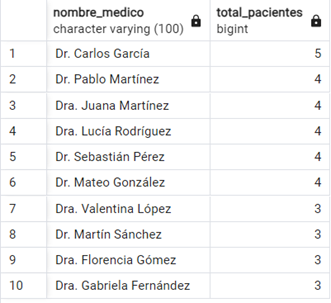 nombre_medico total_pacientes
character varying (100) bigint
1 Dr. Carlos García 5
2 Dr. Pablo Martínez 4
3 Dra. Juana Martínez 4
4 Dra. Lucía Rodríguez 4
5 Dr. Sebastián Pérez 4
6 Dr. Mateo González 4
7 Dra. Valentina López 3
8 Dr. Martín Sánchez 3
9 Dra. Florencia Gómez 3
10 Dra. Gabriela Fernández 3